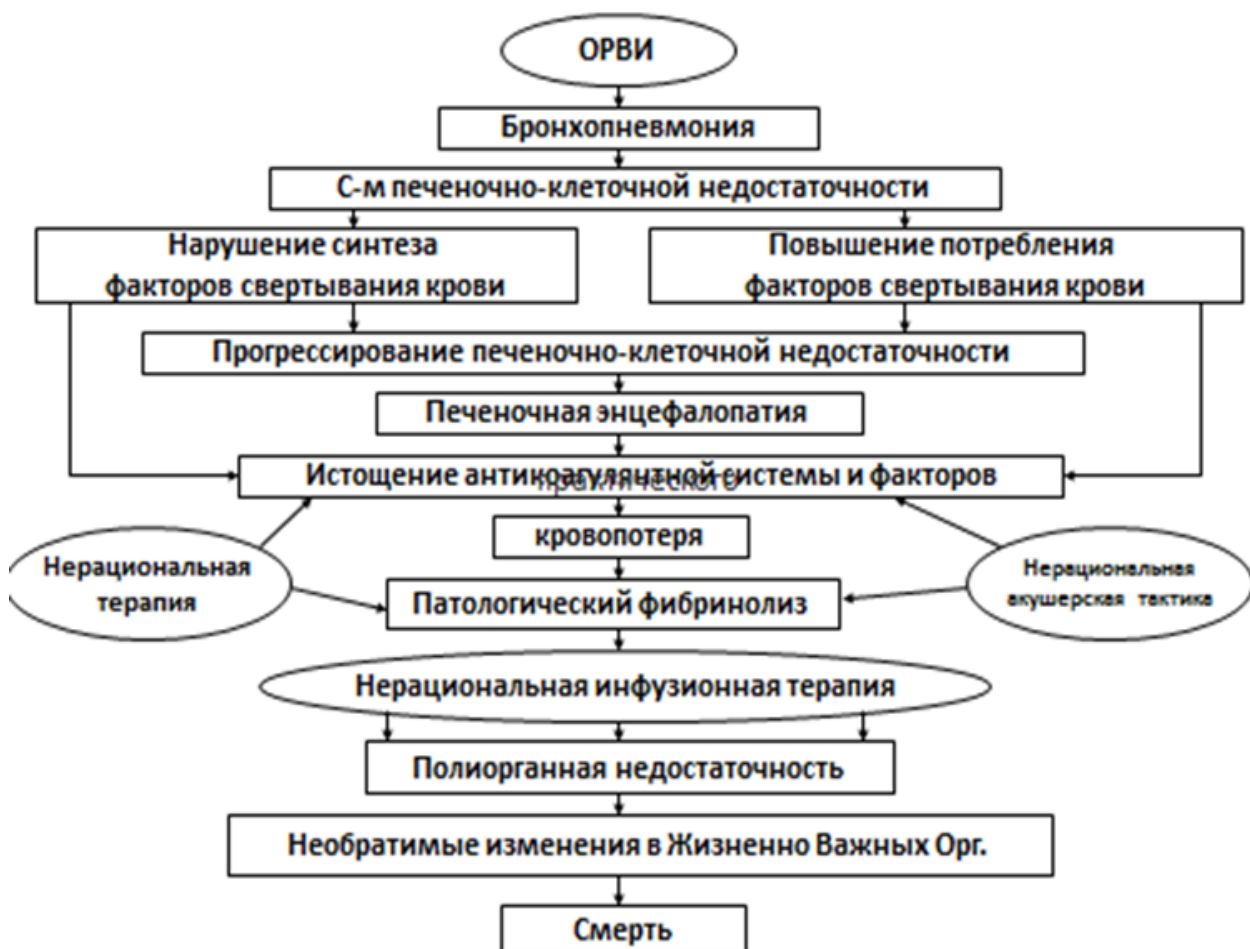 ОРВИ
Бронхопневмония
С-м печеночно-клеточной недостаточности
Нарушение синтеза
факторов свертывания крови
Повышение потребления
факторов свертывания крови
Прогрессирование печеночно-клеточной недостаточности
Печеночная энцефалопатия
Истощение антикоагулянтной системы и факторов
кровопотеря
Нерациональная
терапия
Нерациональная
акушерская тактика
Патологический фибринолиз
Нерациональная инфузионная терапия
Полиорганная недостаточность
Необратимые изменения в Жизненно Важных Орг.
Смерть